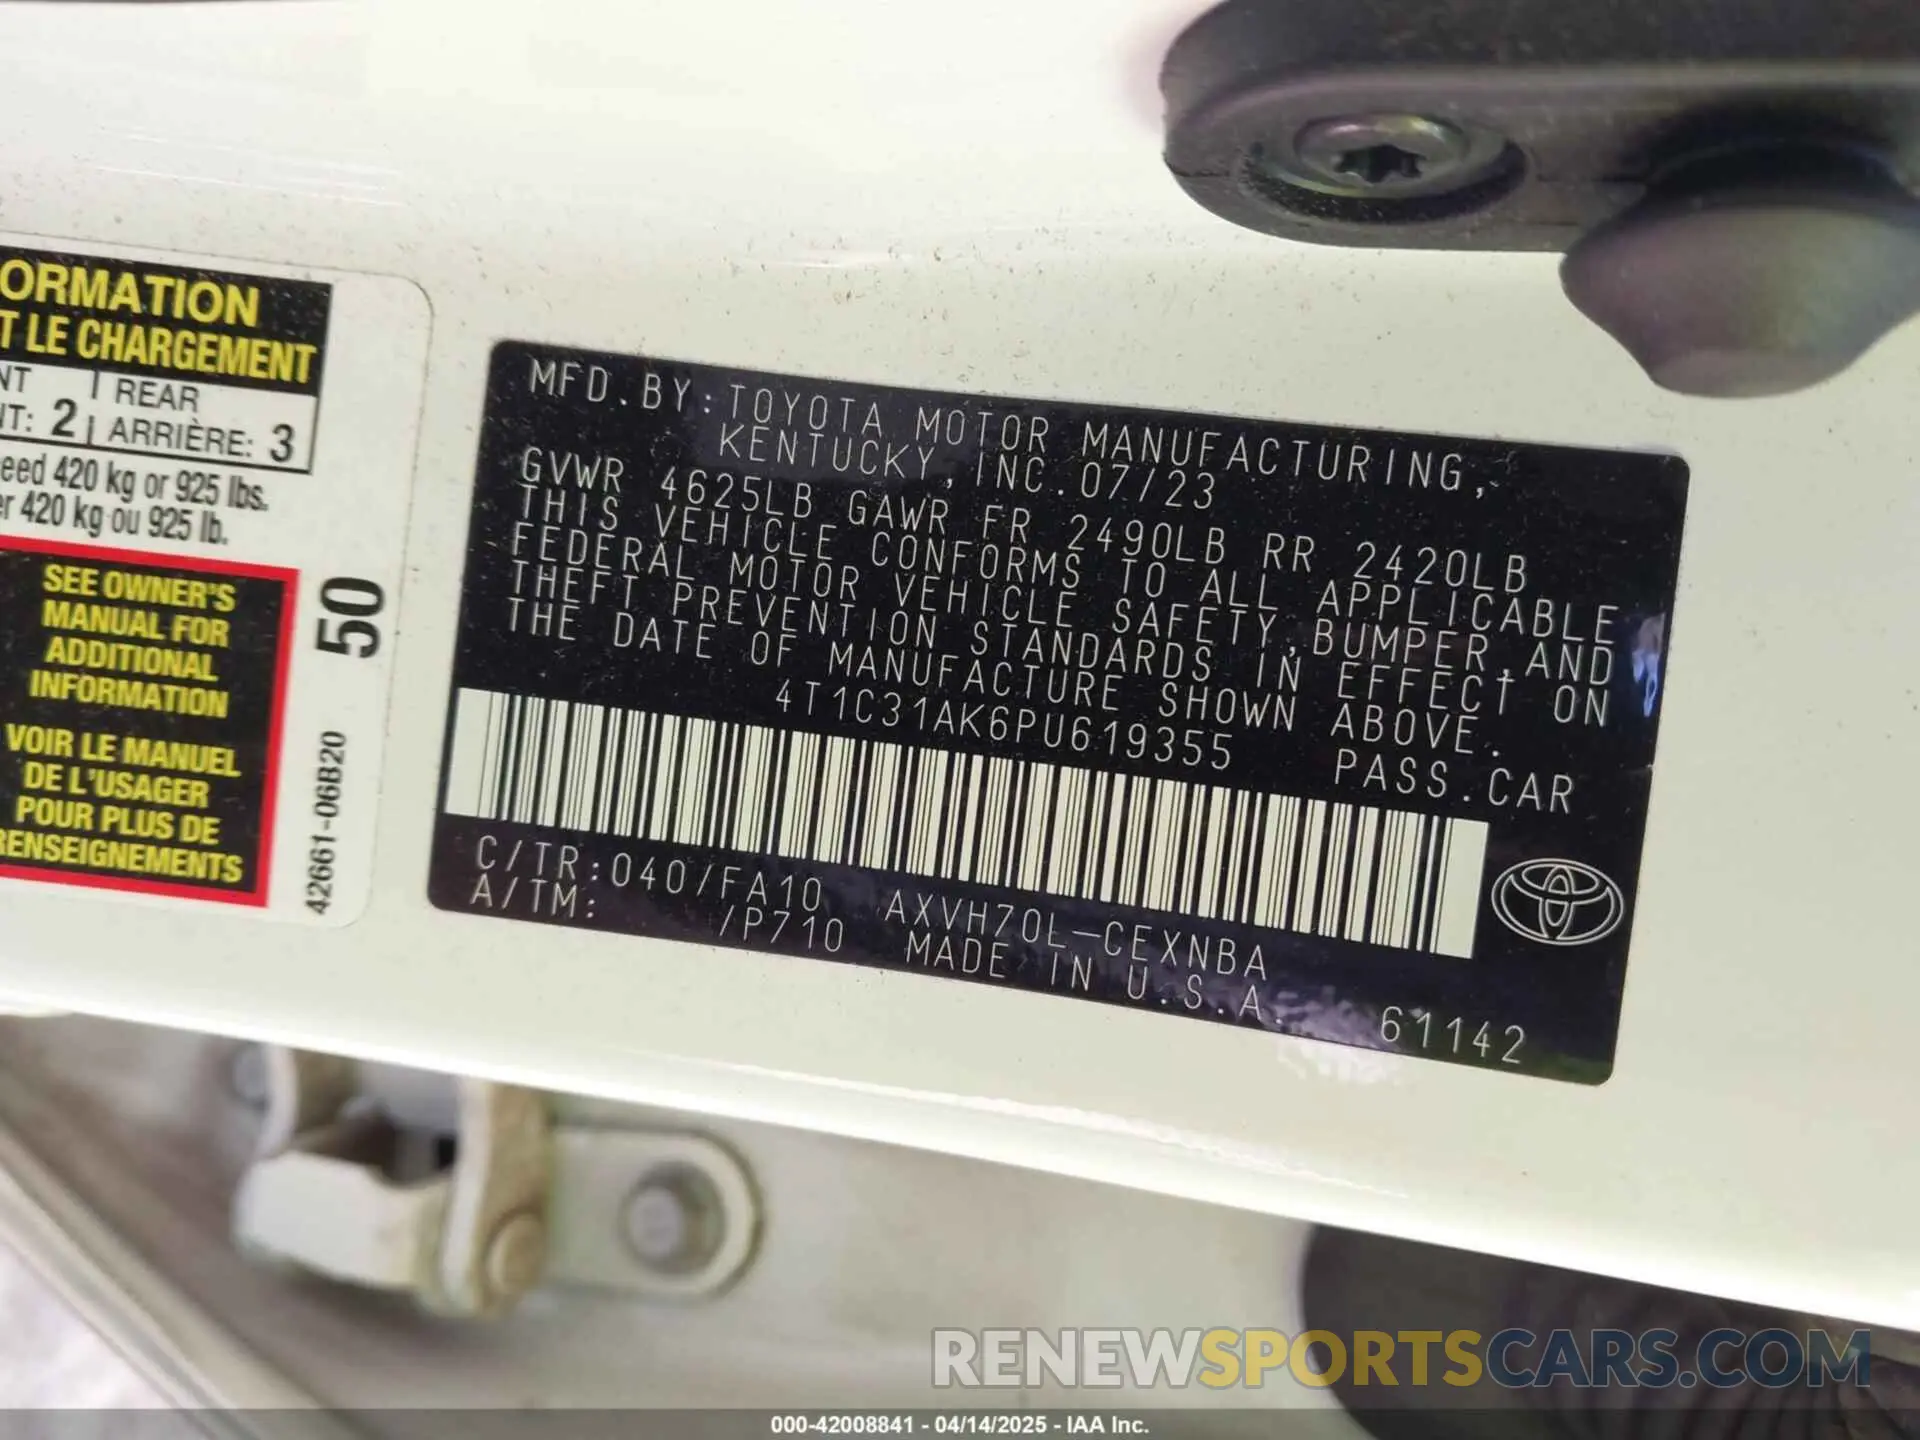 ORMATION
T LE CHARGEMENT
NT | REAR
NT: 2 | ARRIÈRE: 3
eed 420 kg or 925 lbs.
er 420 kg ou 925 lb.
SEE OWNER'S
MANUAL FOR
ADDITIONAL
INFORMATION
VOIR LE MANUEL
DE L'USAGER
POUR PLUS DE
RENSEIGNEMENTS
50
42661-06B20
MFD.BY:TOYOTA MOTOR MANUFACTURING,
KENTUCKY,INC.07/23
GVWR 4625LB GAWR FR 2490LB RR 2420LB
THIS VEHICLE CONFORMS TO ALL APPLICABLE
FEDERAL MOTOR VEHICLE SAFETY,BUMPER,AND
THEFT PREVENTION STANDARDS IN EFFECT ON
THE DATE OF MANUFACTURE SHOWN ABOVE.
4T1C31AK6PU619355 PASS.CAR
C/TR:040/FA10 AXVH70L-CEXNBA
A/TM: /P710 MADE IN U.S.A.
61142
RENEWSPORTSCARS.COM
000-42008841 - 04/14/2025 - IAA Inc.